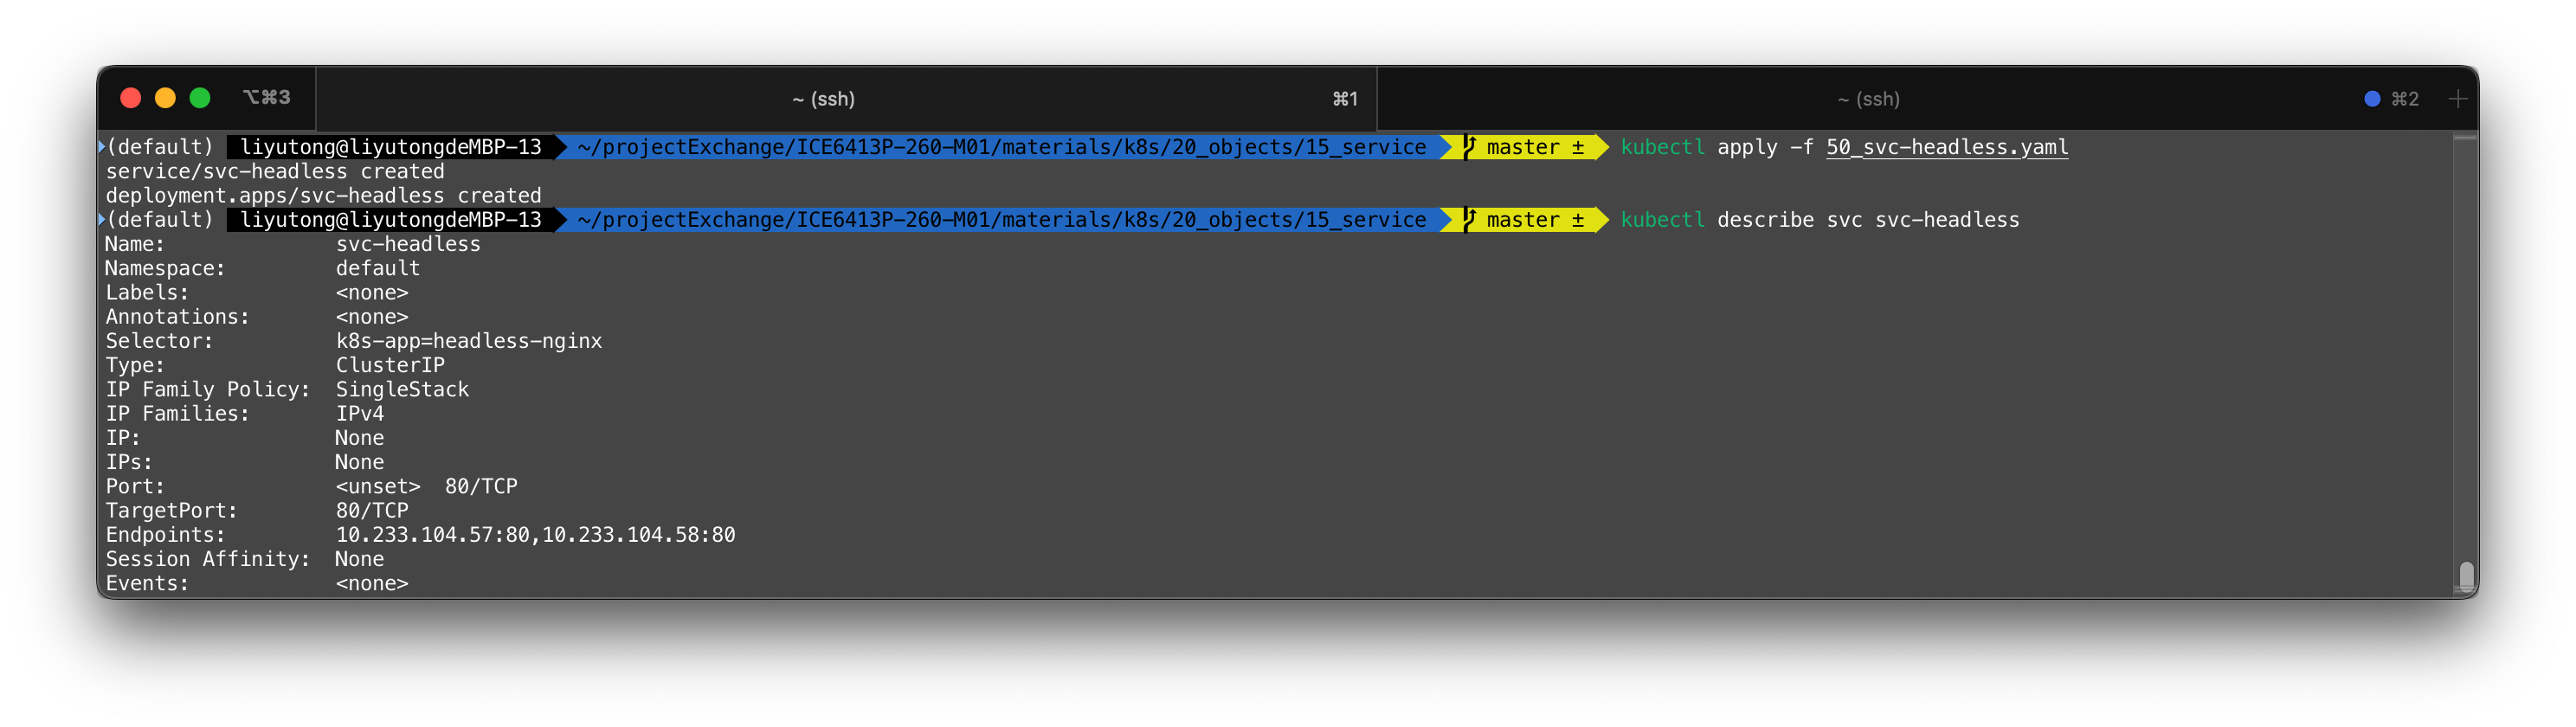 ⌥⌘3 ~ (ssh) ⌘1 ~ (ssh) ⌘2 +
(default) liyutong@liyutongdeMBP-13 ~/projectExchange/ICE6413P-260-M01/materials/k8s/20_objects/15_service master ± kubectl apply -f 50_svc-headless.yaml
service/svc-headless created
deployment.apps/svc-headless created
(default) liyutong@liyutongdeMBP-13 ~/projectExchange/ICE6413P-260-M01/materials/k8s/20_objects/15_service master ± kubectl describe svc svc-headless
Name: svc-headless
Namespace: default
Labels: <none>
Annotations: <none>
Selector: k8s-app=headless-nginx
Type: ClusterIP
IP Family Policy: SingleStack
IP Families: IPv4
IP: None
IPs: None
Port: <unset> 80/TCP
TargetPort: 80/TCP
Endpoints: 10.233.104.57:80,10.233.104.58:80
Session Affinity: None
Events: <none>